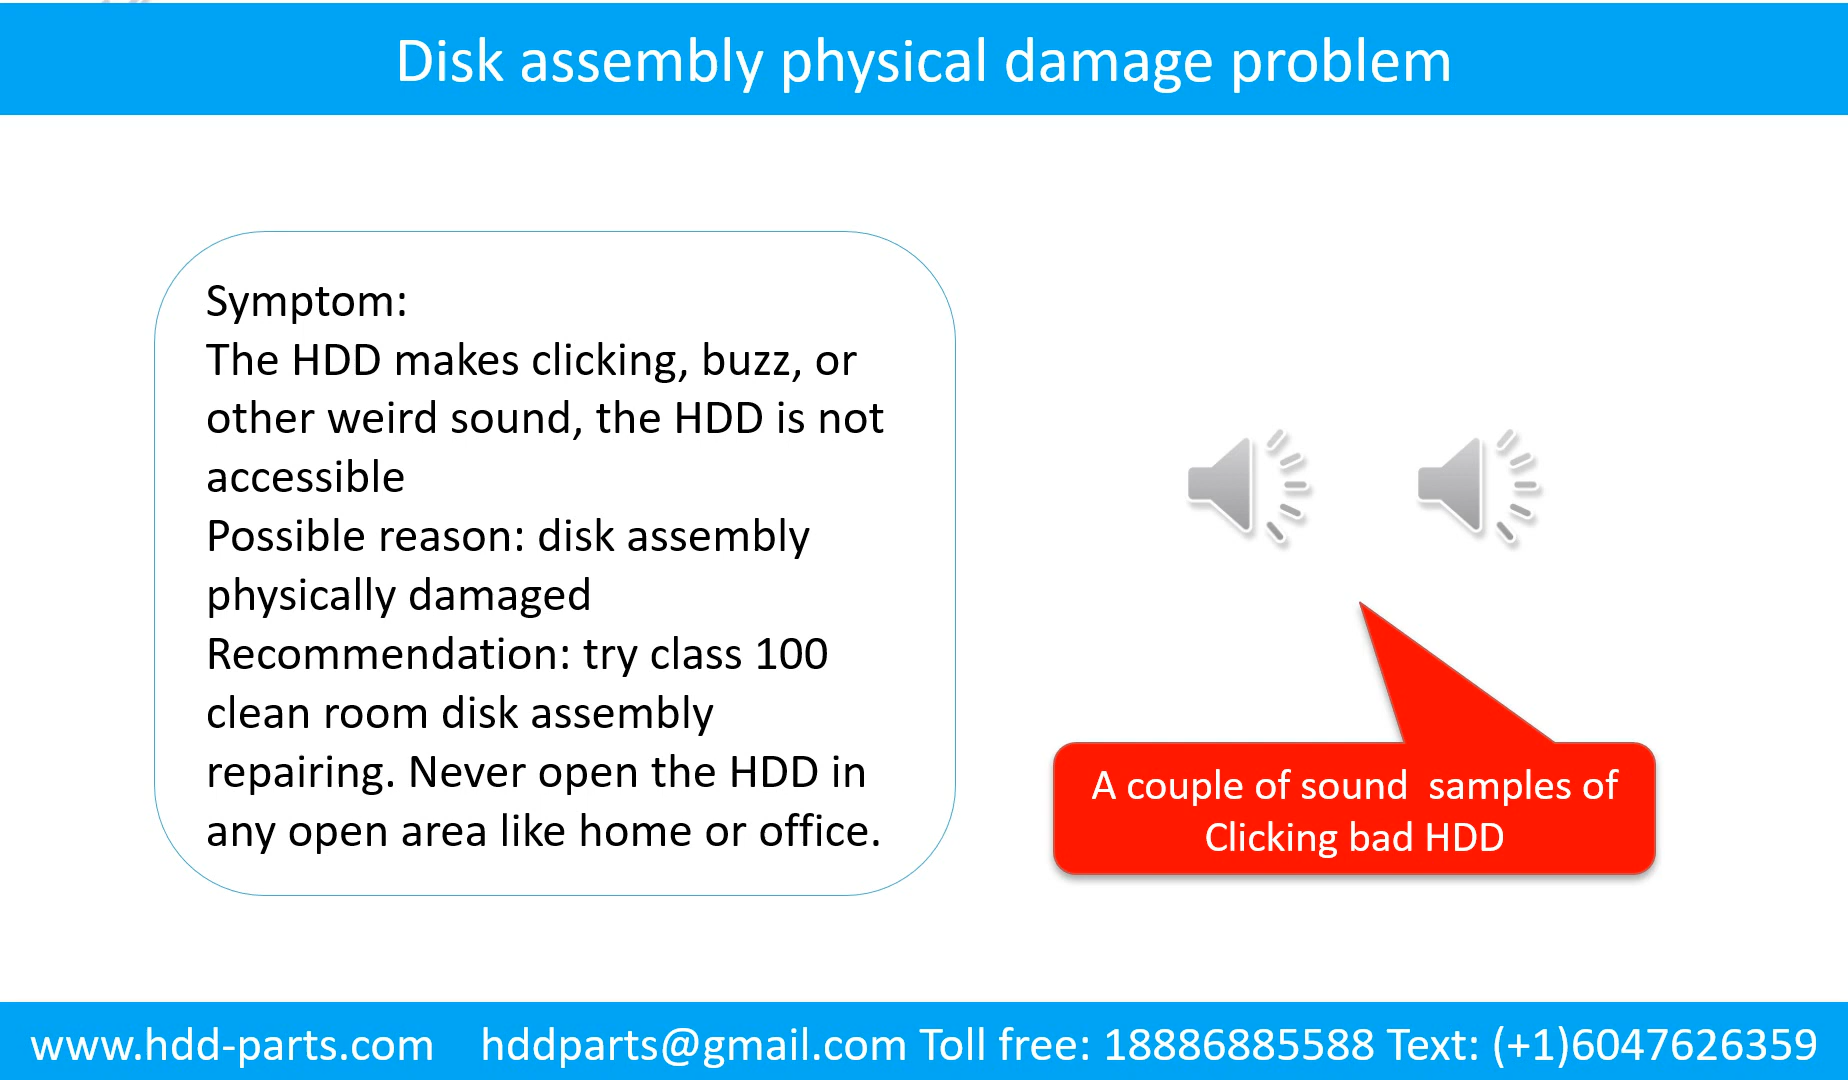 Disk assembly physical damage problem
Symptom:
The HDD makes clicking, buzz, or
other weird sound, the HDD is not
accessible
Possible reason: disk assembly
physically damaged
Recommendation: try class 100
clean room disk assembly
repairing. Never open the HDD in
any open area like home or office.
A couple of sound  samples of
Clicking bad HDD
www.hdd-parts.com    hddparts@gmail.com Toll free: 18886885588 Text: (+1)6047626359